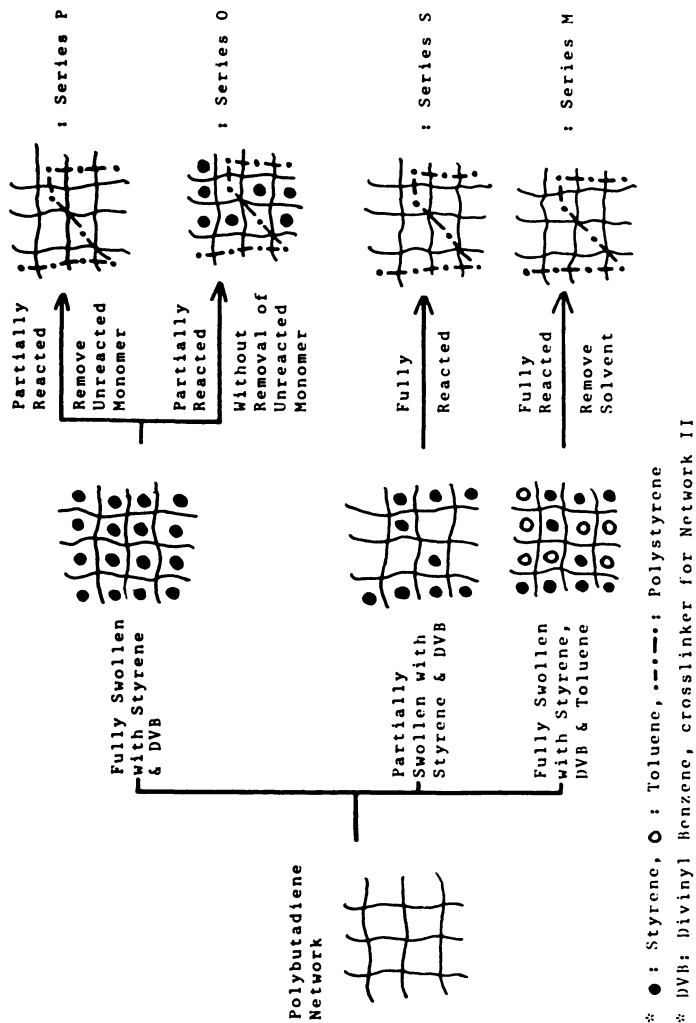 Polybutadiene
Network
Fully Swollen
with Styrene
& DVB
Partially
Swollen with
Styrene & DVB
Fully Swollen
with Styrene,
DVB & Toluene
Partially
Reacted
Remove
Unreacted
Monomer
Partially
Reacted
Without
Removal of
Unreacted
Monomer
Fully
Reacted
Fully
Reacted
Remove
Solvent
: Series P
: Series O
: Series S
: Series M
* ●: Styrene, O : Toluene, .-.-.: Polystyrene
* DVB: Divinyl Benzene, crosslinker for Network II